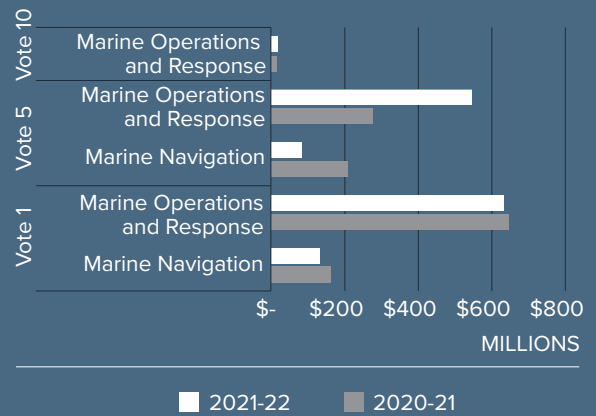 Vote 10
Marine Operations
and Response
Vote 5
Marine Operations
and Response
Marine Navigation
Vote 1
Marine Operations
and Response
Marine Navigation
$- $200 $400 $600 $800
MILLIONS
2021-22 2020-21